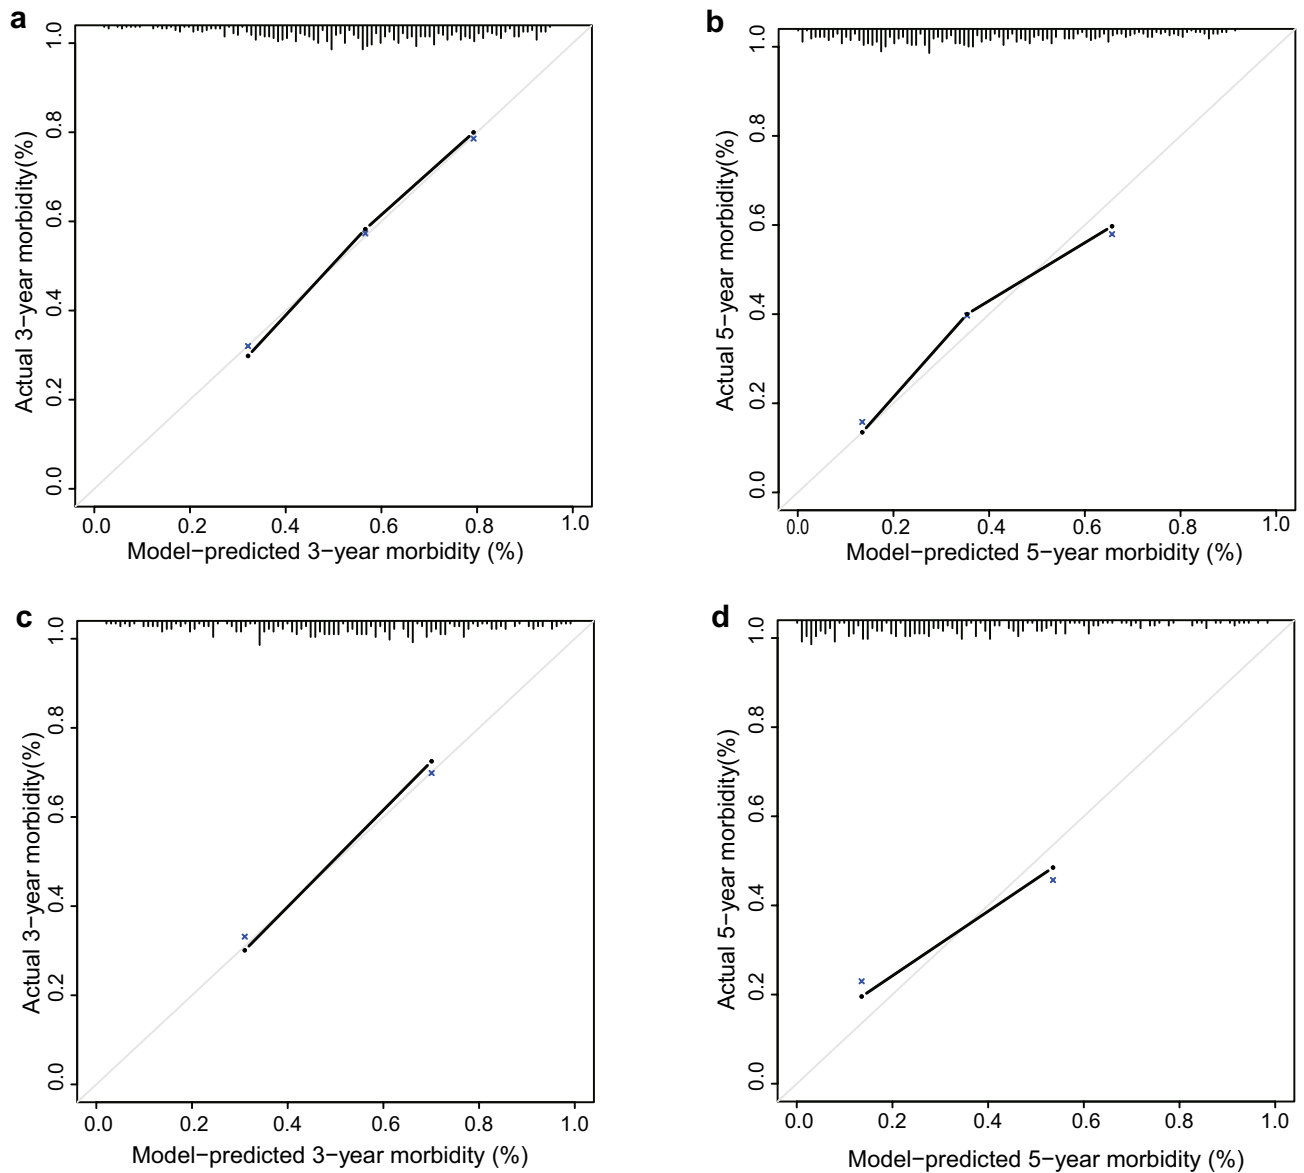 a
Actual 3−year morbidity(%)
1.0
0.8
0.6
0.4
0.2
0.0
0.0 0.2 0.4 0.6 0.8 1.0
Model−predicted 3−year morbidity (%)
b
Actual 5−year morbidity(%)
1.0
0.8
0.6
0.4
0.2
0.0
0.0 0.2 0.4 0.6 0.8 1.0
Model−predicted 5−year morbidity (%)
c
Actual 3−year morbidity(%)
1.0
0.8
0.6
0.4
0.2
0.0
0.0 0.2 0.4 0.6 0.8 1.0
Model−predicted 3−year morbidity (%)
d
Actual 5−year morbidity(%)
1.0
0.8
0.6
0.4
0.2
0.0
0.0 0.2 0.4 0.6 0.8 1.0
Model−predicted 5−year morbidity (%)